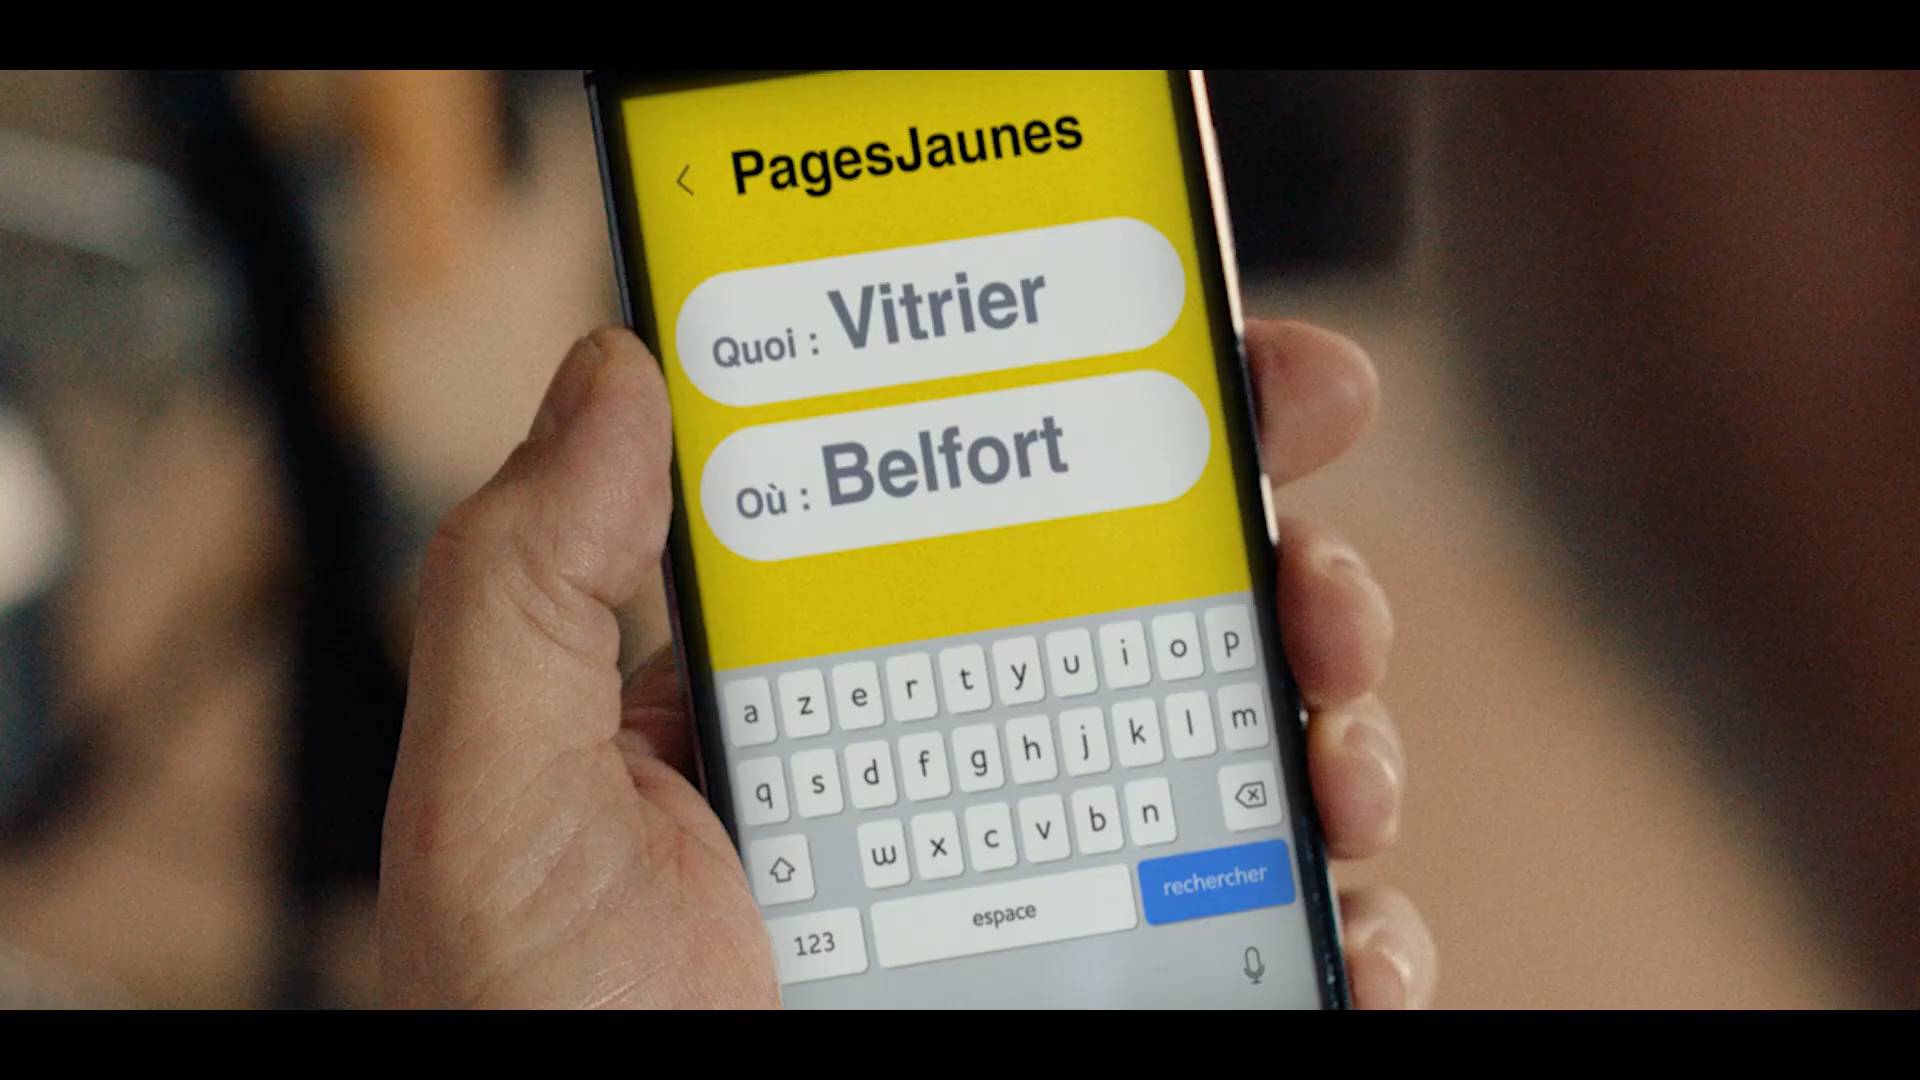 PagesJaunes
Quoi : Vitrier
Où : Belfort
a z e r t y u i o p
q s d f g h j k l m
w x c v b n
123 espace rechercher